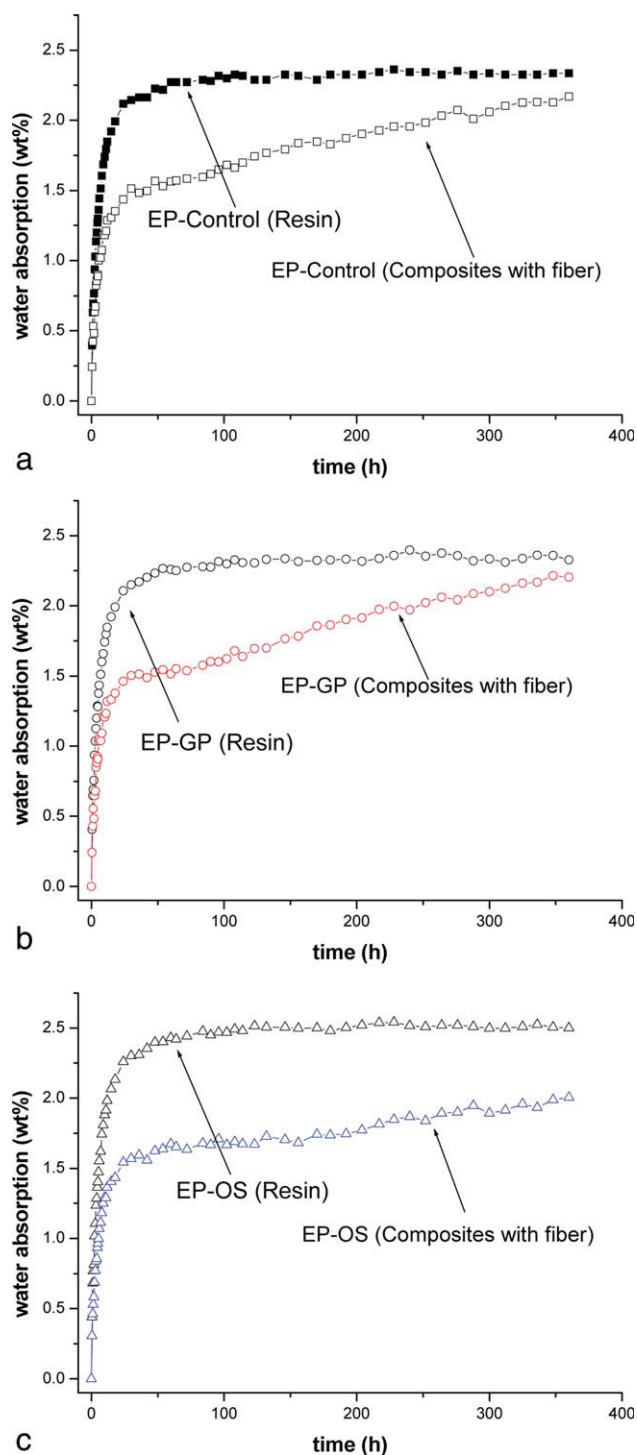 2.5
2.0
1.5
1.0
0.5
0.0
water absorption (wt%)
EP-Control (Resin)
EP-Control (Composites with fiber)
0 100 200 300 400
time (h)
a
2.5
2.0
1.5
1.0
0.5
0.0
water absorption (wt%)
EP-GP (Composites with fiber)
EP-GP (Resin)
0 100 200 300 400
time (h)
b
2.5
2.0
1.5
1.0
0.5
0.0
water absorption (wt%)
EP-OS (Resin)
EP-OS (Composites with fiber)
0 100 200 300 400
time (h)
c